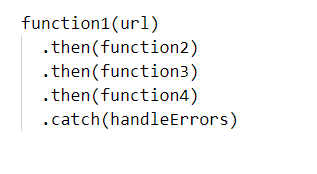 function1(url)
  .then(function2)
  .then(function3)
  .then(function4)
  .catch(handleErrors)